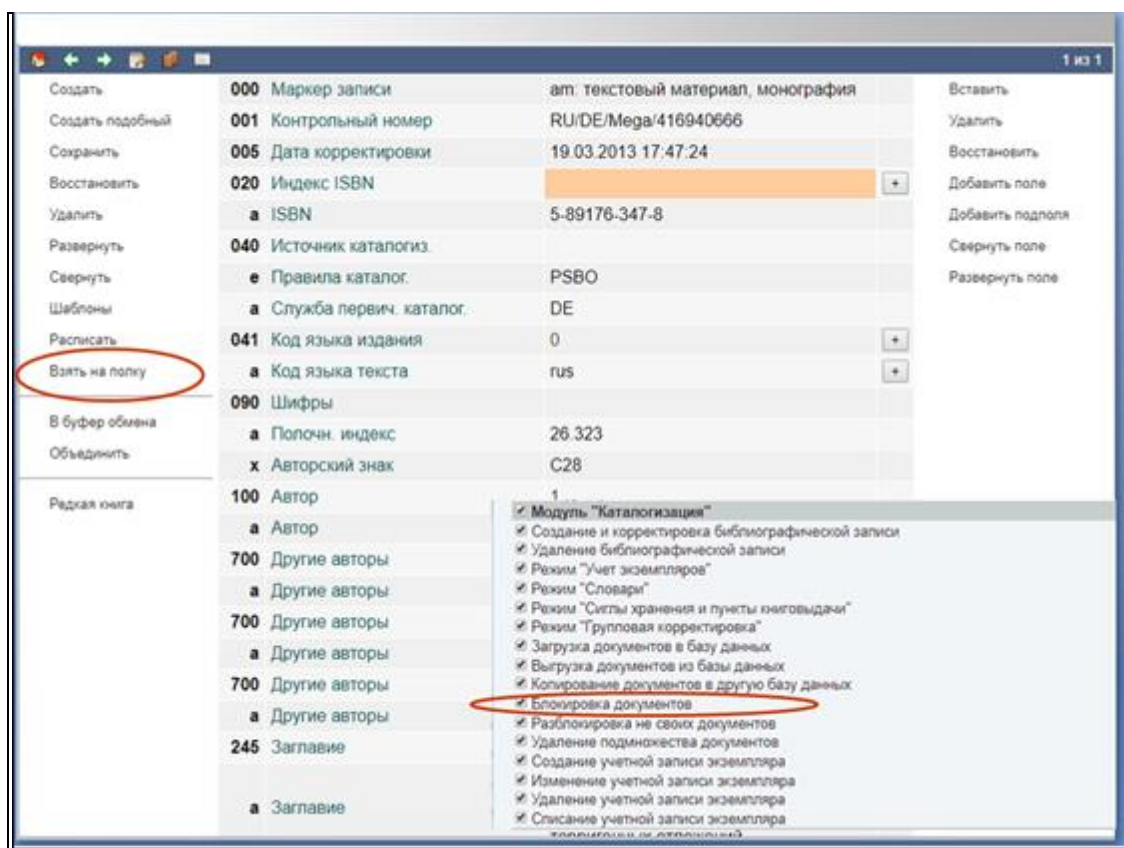 1 из 1
Создать
Создать подобный
Сохранить
Восстановить
Удалить
Развернуть
Свернуть
Шаблоны
Расписать
Взять на полку
В буфер обмена
Объединить
Редкая книга
000 Маркер записи am: текстовый материал, монография
001 Контрольный номер RU/DE/Mega/416940666
005 Дата корректировки 19.03.2013 17:47:24
020 Индекс ISBN +
a ISBN 5-89176-347-8
040 Источник каталогиз.
e Правила каталог. PSBO
a Служба первич. каталог. DE
041 Код языка издания 0 +
a Код языка текста rus +
090 Шифры
a Полочн. индекс 26.323
x Авторский знак С28
100 Автор 1
a Автор
700 Другие авторы
a Другие авторы
700 Другие авторы
a Другие авторы
700 Другие авторы
a Другие авторы
245 Заглавие
a Заглавие
Вставить
Удалить
Восстановить
Добавить поле
Добавить подполя
Свернуть поле
Развернуть поле
Модуль "Каталогизация"
Создание и корректировка библиографической записи
Удаление библиографической записи
Режим "Учет экземпляров"
Режим "Словари"
Режим "Сиглы хранения и пункты книговыдачи"
Режим "Групповая корректировка"
Загрузка документов в базу данных
Выгрузка документов из базы данных
Копирование документов в другую базу данных
Блокировка документов
Разблокировка не своих документов
Удаление подмножества документов
Создание учетной записи экземпляра
Изменение учетной записи экземпляра
Удаление учетной записи экземпляра
Списание учетной записи экземпляра